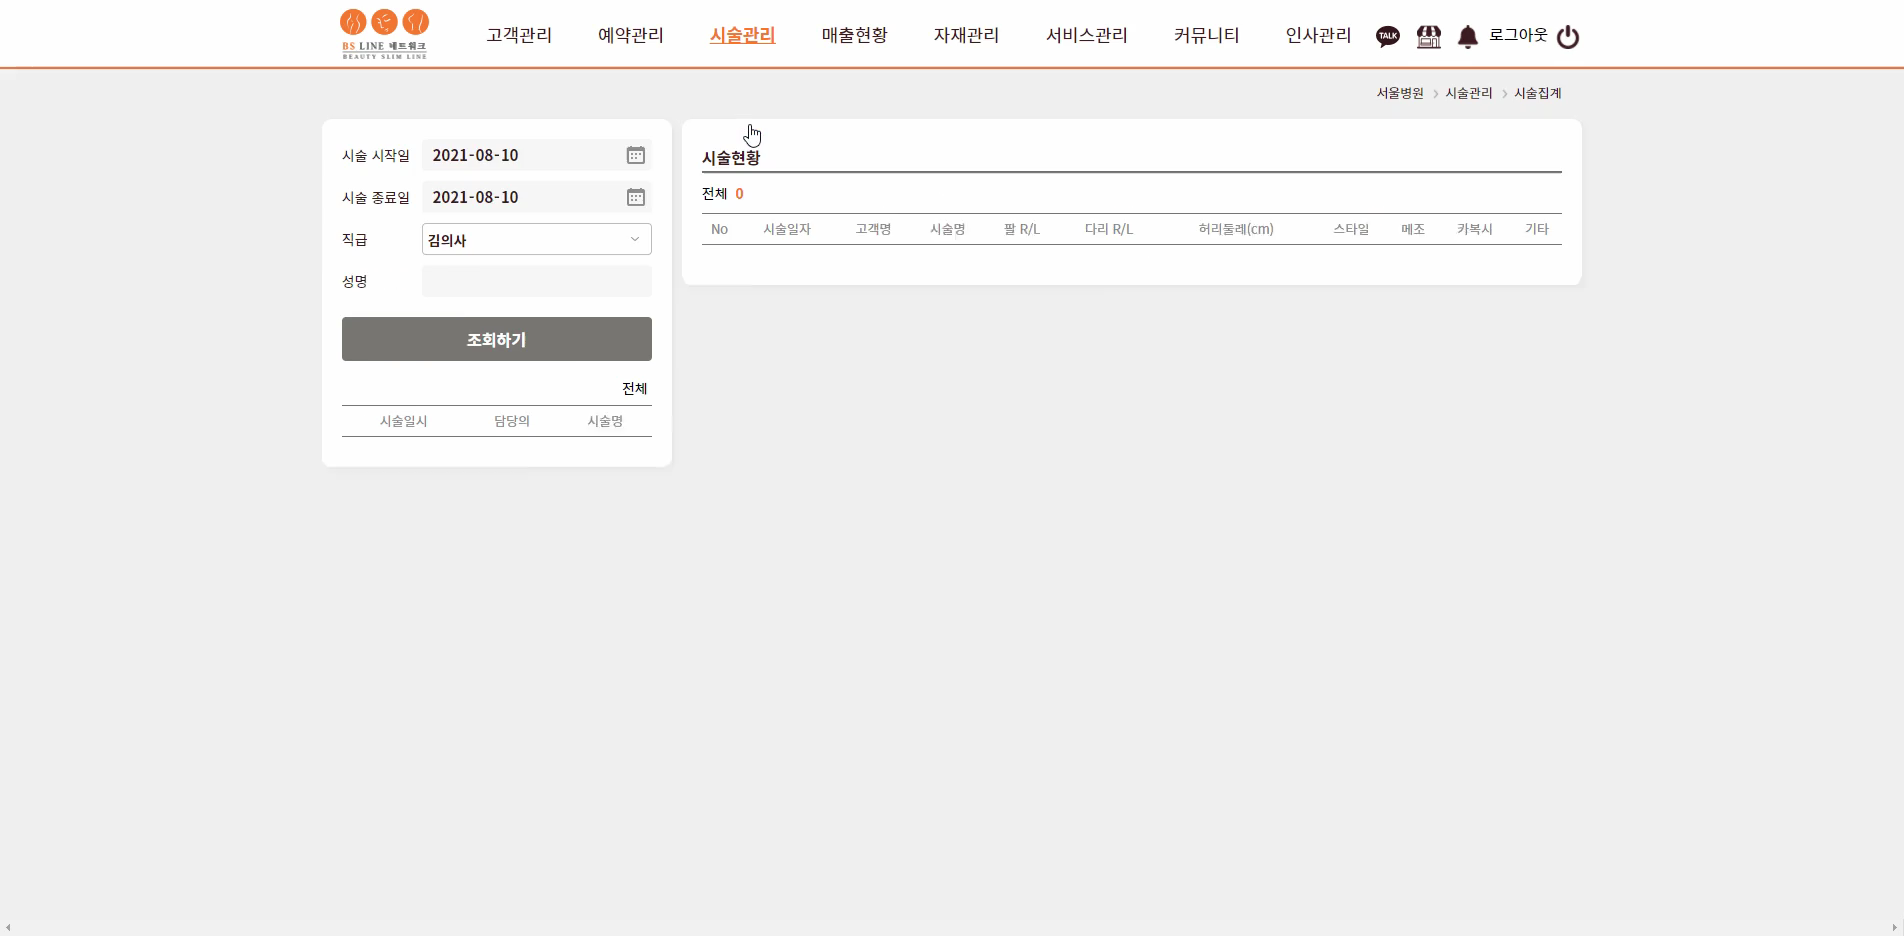 BS LINE 네트워크
BEAUTY SLIM LINE
고객관리 예약관리 시술관리 매출현황 자재관리 서비스관리 커뮤니티 인사관리 TALK 로그아웃
서울병원 > 시술관리 > 시술집계
시술 시작일 2021-08-10
시술 종료일 2021-08-10
직급 김의사
성명
조회하기
전체
시술일시 담당의 시술명
시술현황
전체 0
No 시술일자 고객명 시술명 팔 R/L 다리 R/L 허리둘레(cm) 스타일 메조 카복시 기타